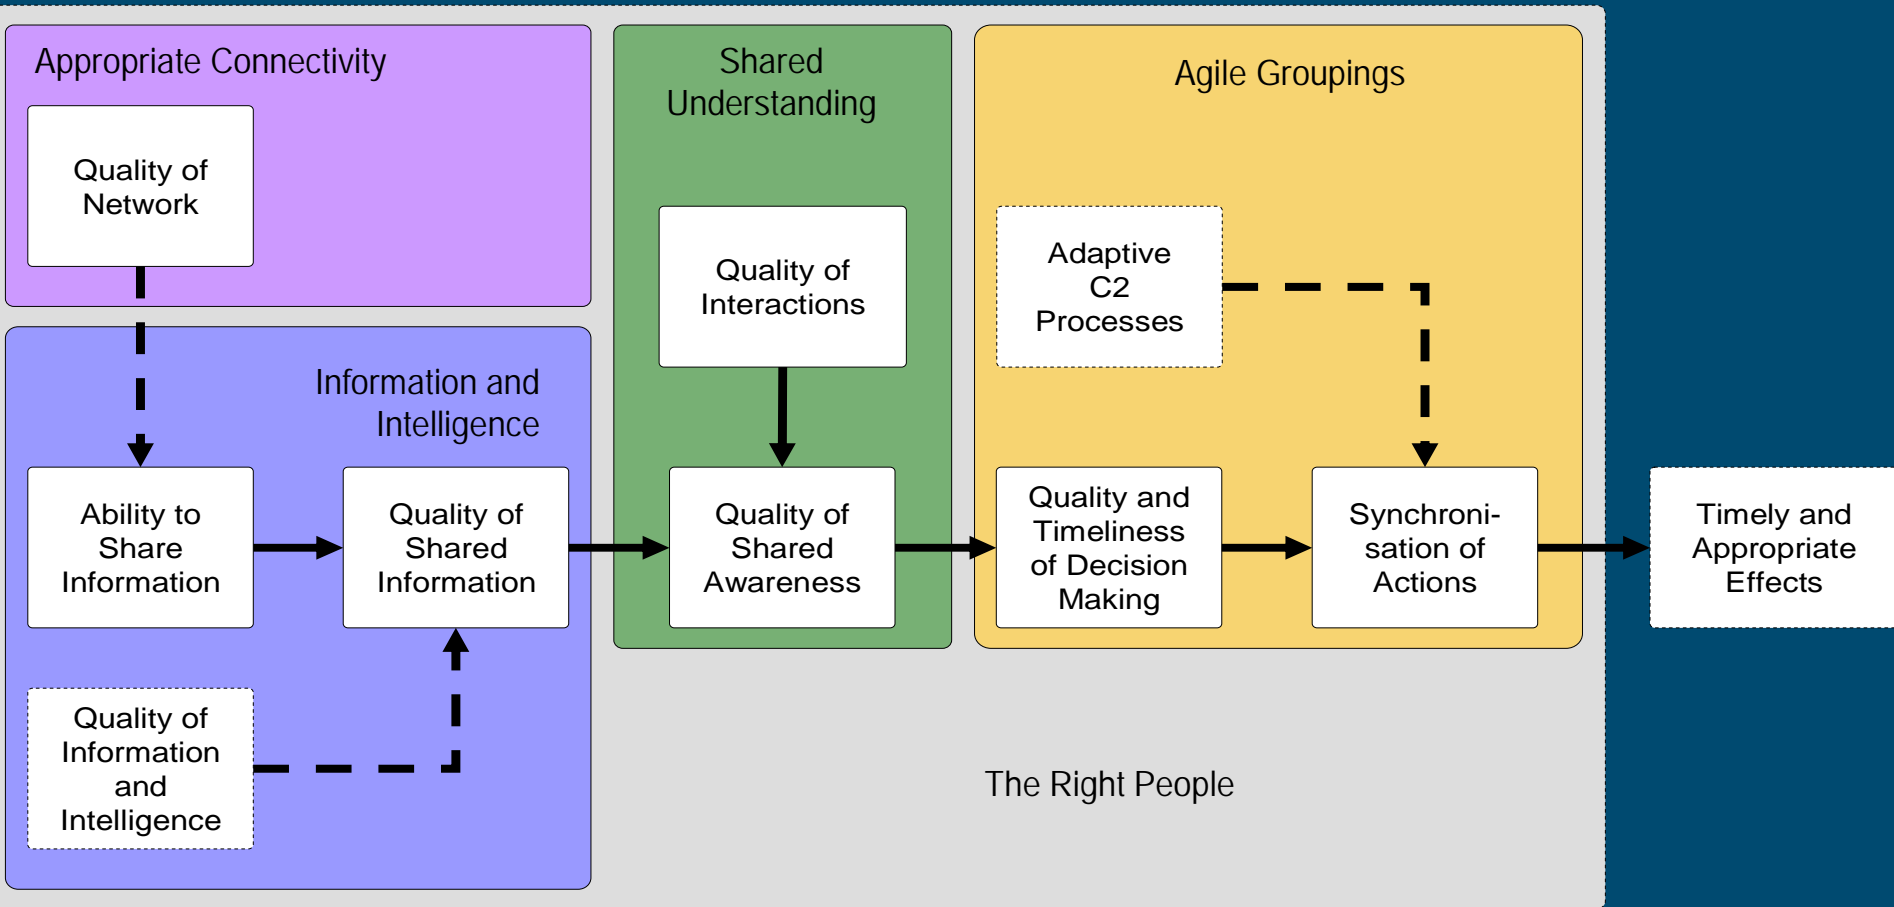 Appropriate Connectivity
Quality of
Network
Information and
Intelligence
Ability to
Share
Information
Quality of
Shared
Information
Quality of
Information
and
Intelligence
Shared
Understanding
Quality of
Interactions
Quality of
Shared
Awareness
Agile Groupings
Adaptive
C2
Processes
Quality and
Timeliness
of Decision
Making
Synchroni-
sation of
Actions
Timely and
Appropriate
Effects
The Right People